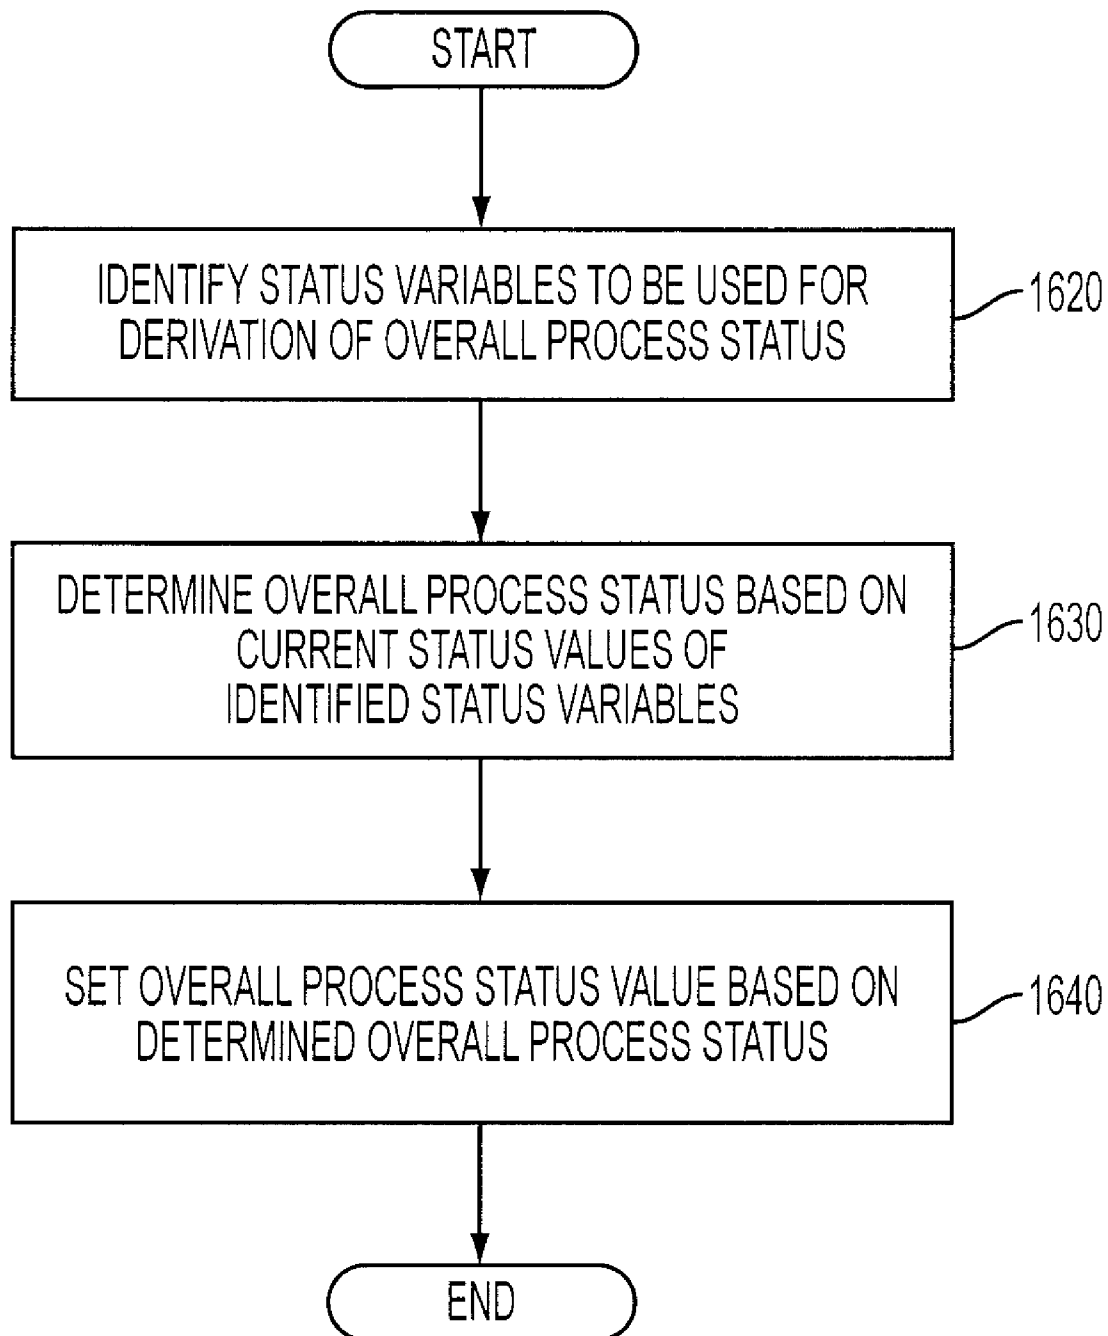 START
IDENTIFY STATUS VARIABLES TO BE USED FOR
DERIVATION OF OVERALL PROCESS STATUS
1620
DETERMINE OVERALL PROCESS STATUS BASED ON
CURRENT STATUS VALUES OF
IDENTIFIED STATUS VARIABLES
1630
SET OVERALL PROCESS STATUS VALUE BASED ON
DETERMINED OVERALL PROCESS STATUS
1640
END